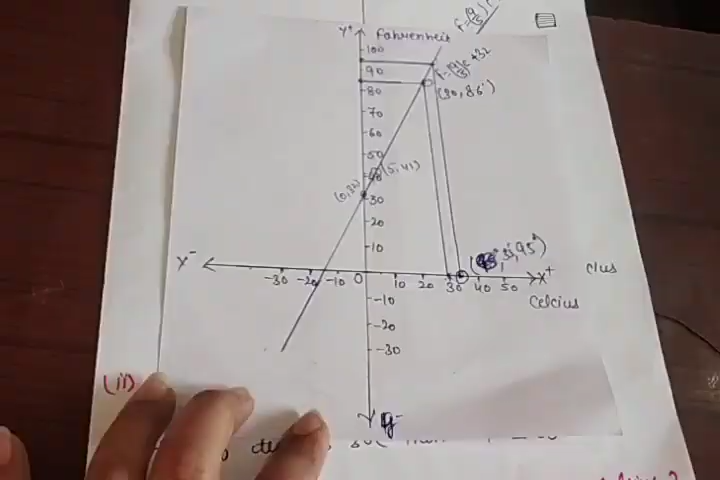 Y+ Fahrenheit
100
90
80
70
60
50
40
30
20
10
F=(9/5)c+32
(30,86°)
(5,41)
(0,32)
35°,95°)
X- -30 -20 -10 0 10 20 30 40 50 X+
Celcius
clus
-10
-20
-30
y-
(ii)